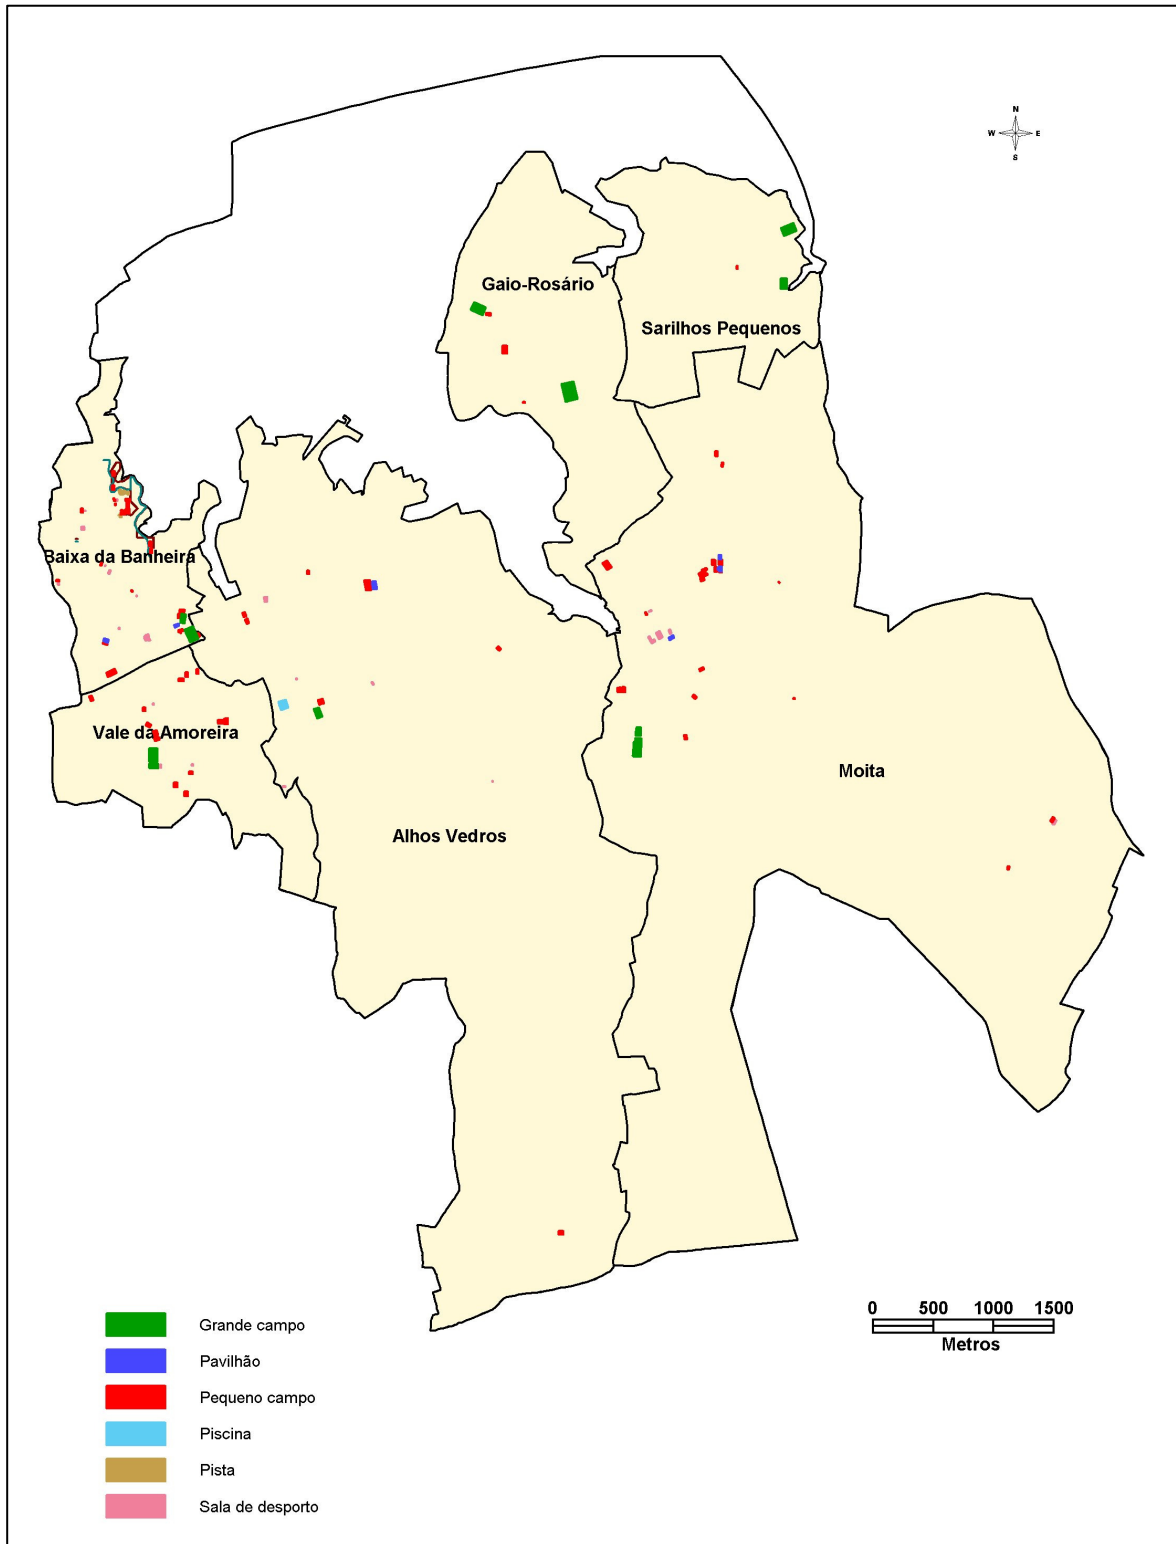 N
W E
S
Gaio-Rosário
Sarilhos Pequenos
Baixa da Banheira
Vale da Amoreira
Moita
Alhos Vedros
0 500 1000 1500
Metros
Grande campo
Pavilhão
Pequeno campo
Piscina
Pista
Sala de desporto